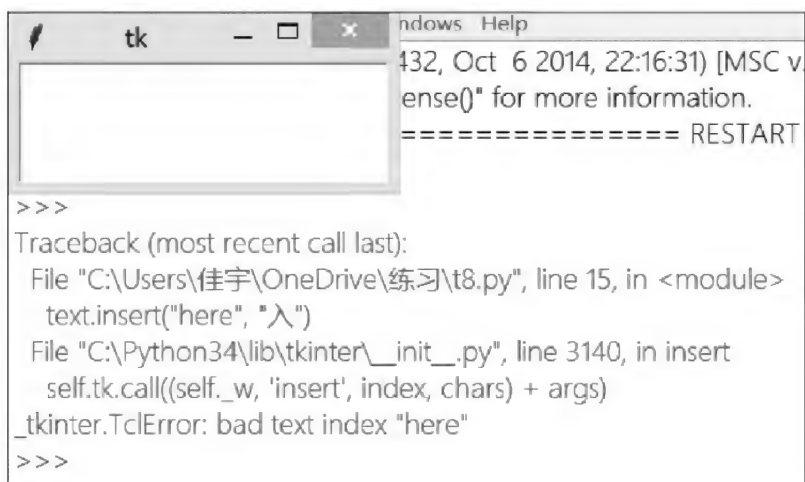 tk
ndows Help
432, Oct 6 2014, 22:16:31) [MSC v.
ense()" for more information.
================ RESTART
>>>
Traceback (most recent call last):
File "C:\Users\佳宇\OneDrive\练习\t8.py", line 15, in <module>
text.insert("here", "入")
File "C:\Python34\lib\tkinter\__init__.py", line 3140, in insert
self.tk.call((self._w, 'insert', index, chars) + args)
_tkinter.TclError: bad text index "here"
>>>